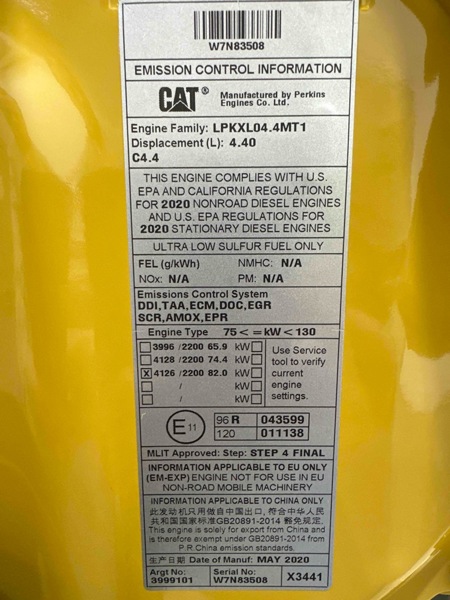 W7N83508
EMISSION CONTROL INFORMATION
CAT® Manufactured by Perkins
Engines Co. Ltd.
Engine Family: LPKXL04.4MT1
Displacement (L): 4.40
C4.4
THIS ENGINE COMPLIES WITH U.S.
EPA AND CALIFORNIA REGULATIONS
FOR 2020 NONROAD DIESEL ENGINES
AND U.S. EPA REGULATIONS FOR
2020 STATIONARY DIESEL ENGINES
ULTRA LOW SULFUR FUEL ONLY
FEL (g/kWh) NMHC: N/A
NOx: N/A PM: N/A
Emissions Control System
DDI,TAA,ECM,DOC,EGR
SCR,AMOX,EPR
Engine Type 75 < = kW < 130
3996 /2200 65.9 kW
4128 /2200 74.4 kW
X 4126 /2200 82.0 kW
/ kW
/ kW
Use Service
tool to verify
current
engine
settings.
E 11
96 R 043599
120 011138
MLIT Approved: Step: STEP 4 FINAL
INFORMATION APPLICABLE TO EU ONLY
(EM-EXP) ENGINE NOT FOR USE IN EU
NON-ROAD MOBILE MACHINERY
INFORMATION APPLICABLE TO CHINA ONLY
此发动机只用作自中国出口,符合中华人民
共和国国家标准GB20891-2014 豁免规定,
This engine is solely for export from China and
is therefore exempt under GB20891-2014 from
P.R.China emission standards.
生产日期 Date of Manuf: MAY 2020
Argt No: Serial No:
3999101 W7N83508 X3441